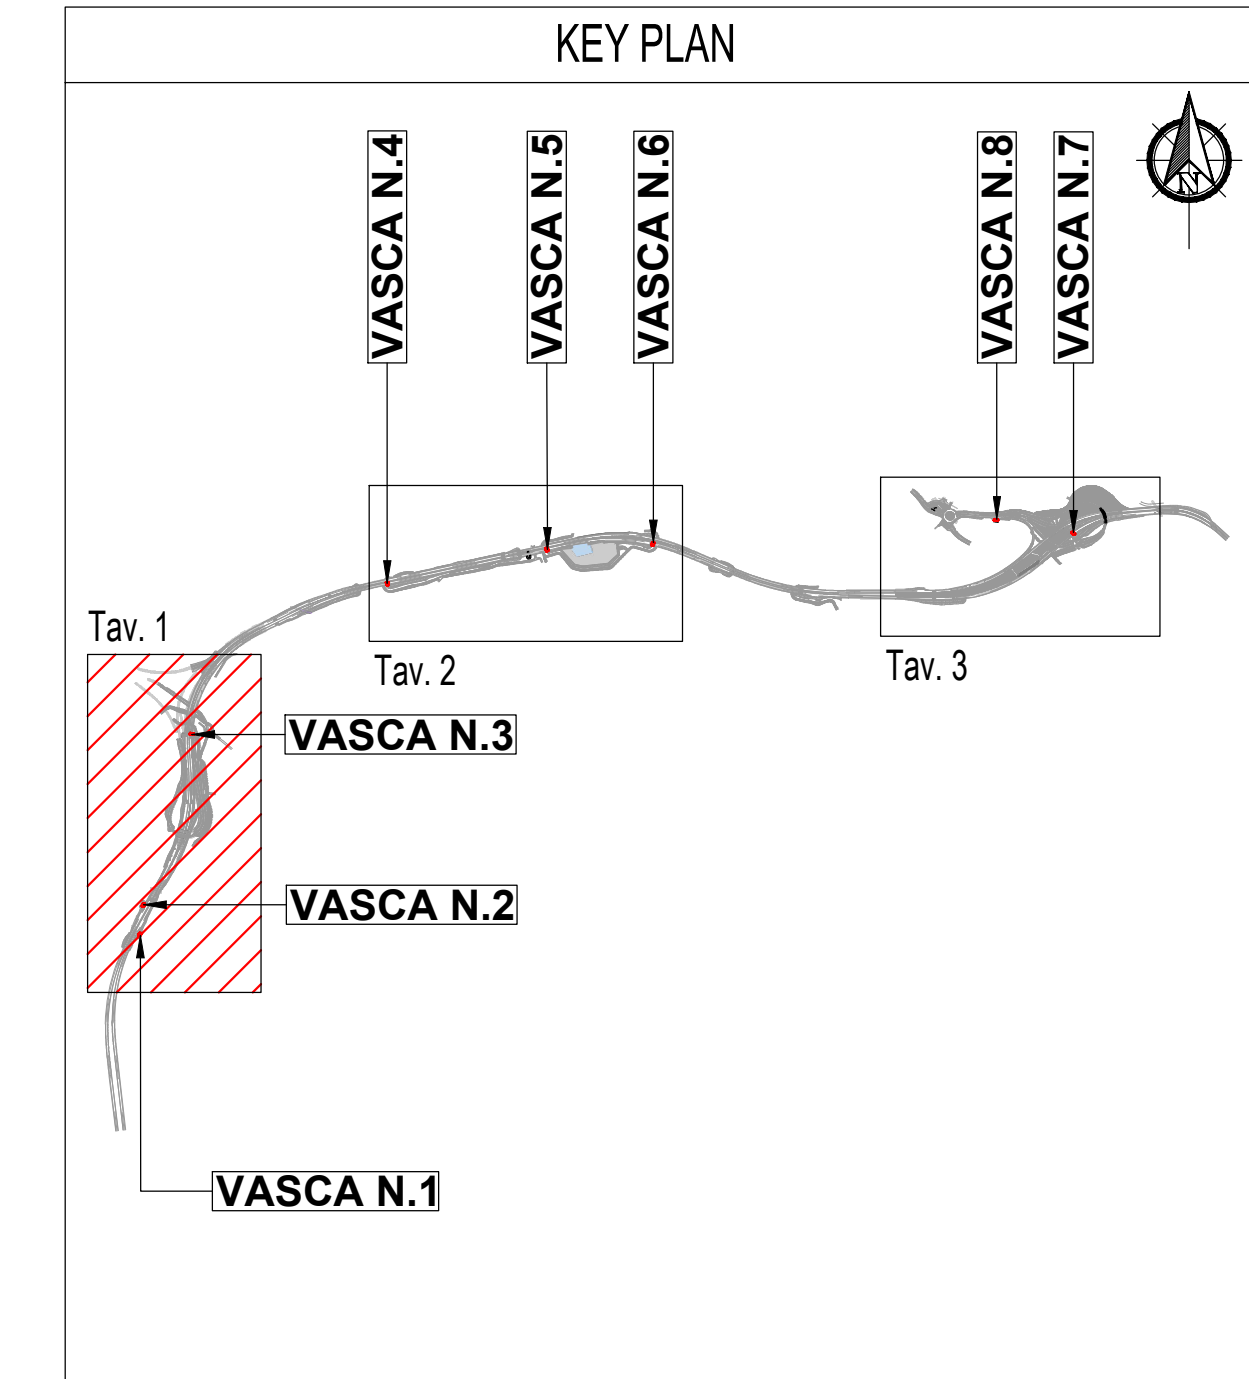 KEY PLAN
VASCA N.4
VASCA N.5
VASCA N.6
VASCA N.8
VASCA N.7
N
Tav. 1
Tav. 2
Tav. 3
VASCA N.3
VASCA N.2
VASCA N.1